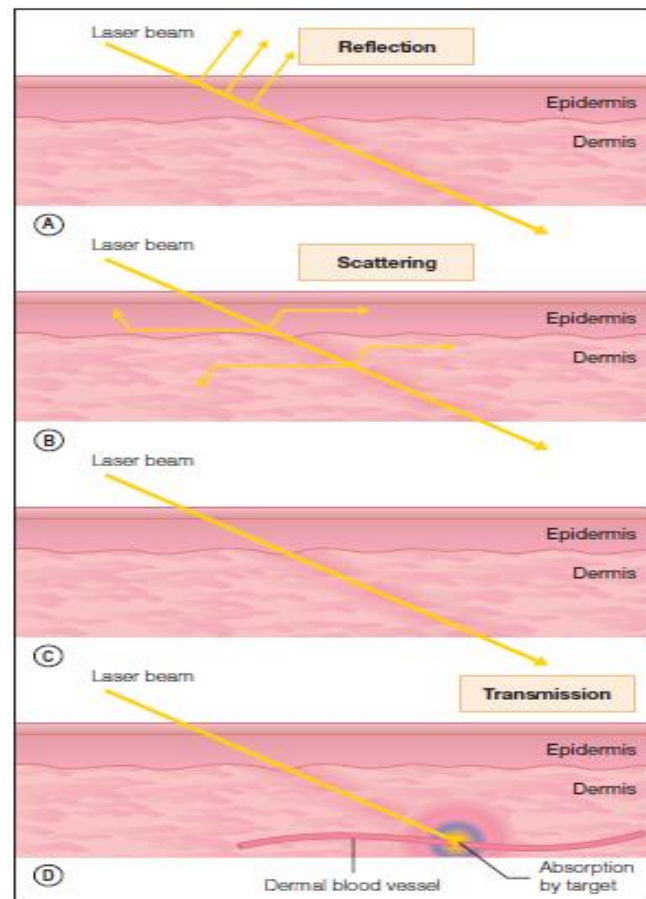 Laser beam
Reflection
Epidermis
Dermis
A
Laser beam
Scattering
Epidermis
Dermis
B
Laser beam
Epidermis
Dermis
C
Laser beam
Transmission
Epidermis
Dermis
D
Dermal blood vessel
Absorption
by target